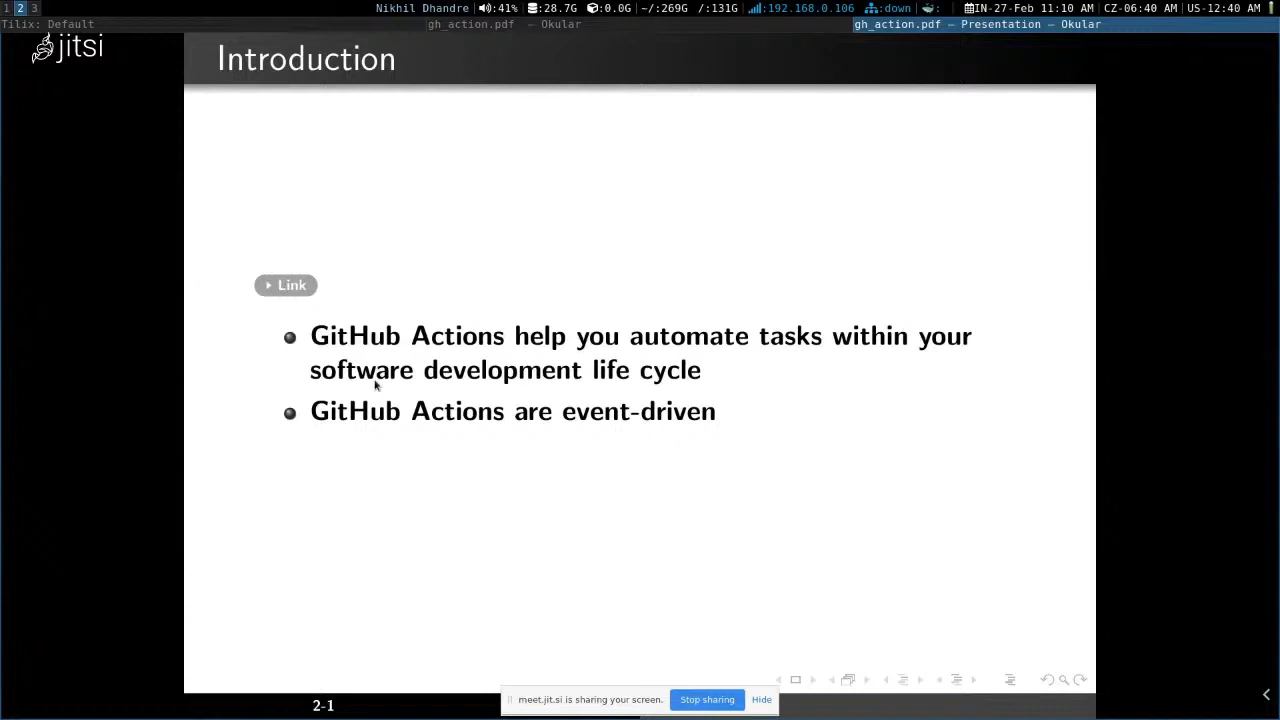 1 2 3
Nikhil Dhandre 41% :28.7G :0.0G ~/:269G /:131G :192.168.0.106 :down IN-27-Feb 11:10 AM CZ-06:40 AM US-12:40 AM
Tilix: Default gh_action.pdf — Okular gh_action.pdf – Presentation — Okular
jitsi
Introduction
Link
GitHub Actions help you automate tasks within your
software development life cycle
GitHub Actions are event-driven
meet.jit.si is sharing your screen. Stop sharing Hide
2-1